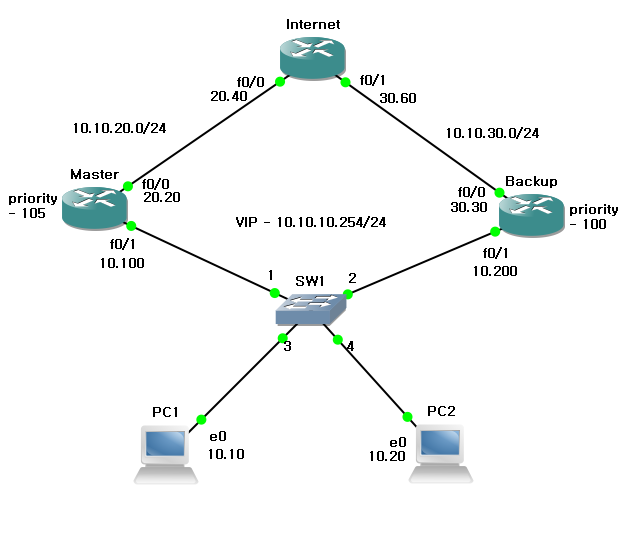 Internet
f0/0
20.40
f0/1
30.60
10.10.20.0/24
10.10.30.0/24
Master
priority
- 105
f0/0
20.20
f0/1
10.100
VIP - 10.10.10.254/24
Backup
f0/0
30.30
priority
- 100
f0/1
10.200
1
SW1
2
3
4
PC1
e0
10.10
PC2
e0
10.20